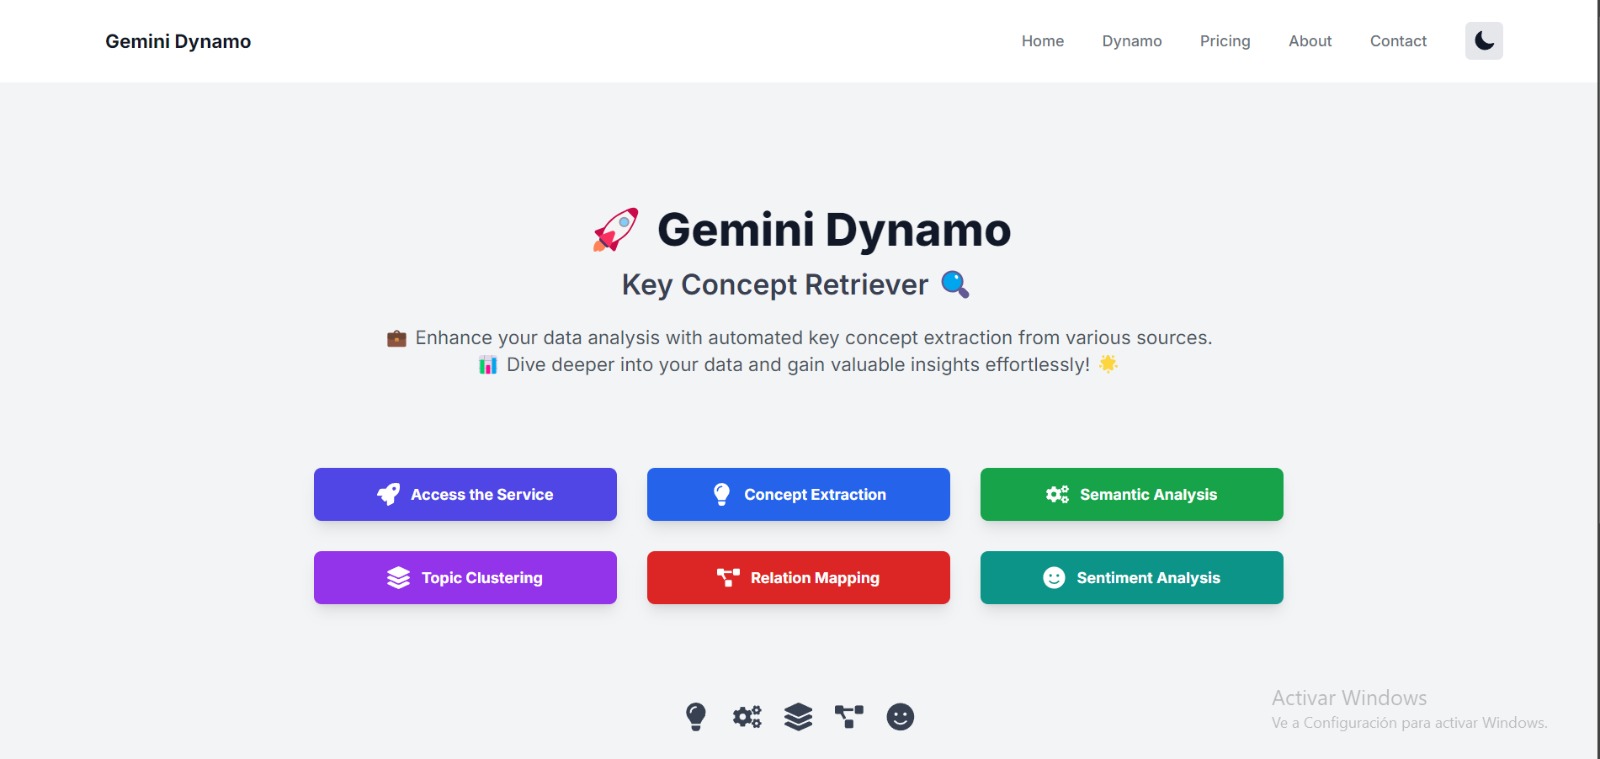 Gemini Dynamo
Home Dynamo Pricing About Contact
🚀 Gemini Dynamo
Key Concept Retriever 🔍
💼 Enhance your data analysis with automated key concept extraction from various sources.
📊 Dive deeper into your data and gain valuable insights effortlessly! 🌟
Access the Service
Concept Extraction
Semantic Analysis
Topic Clustering
Relation Mapping
Sentiment Analysis
Activar Windows
Ve a Configuración para activar Windows.